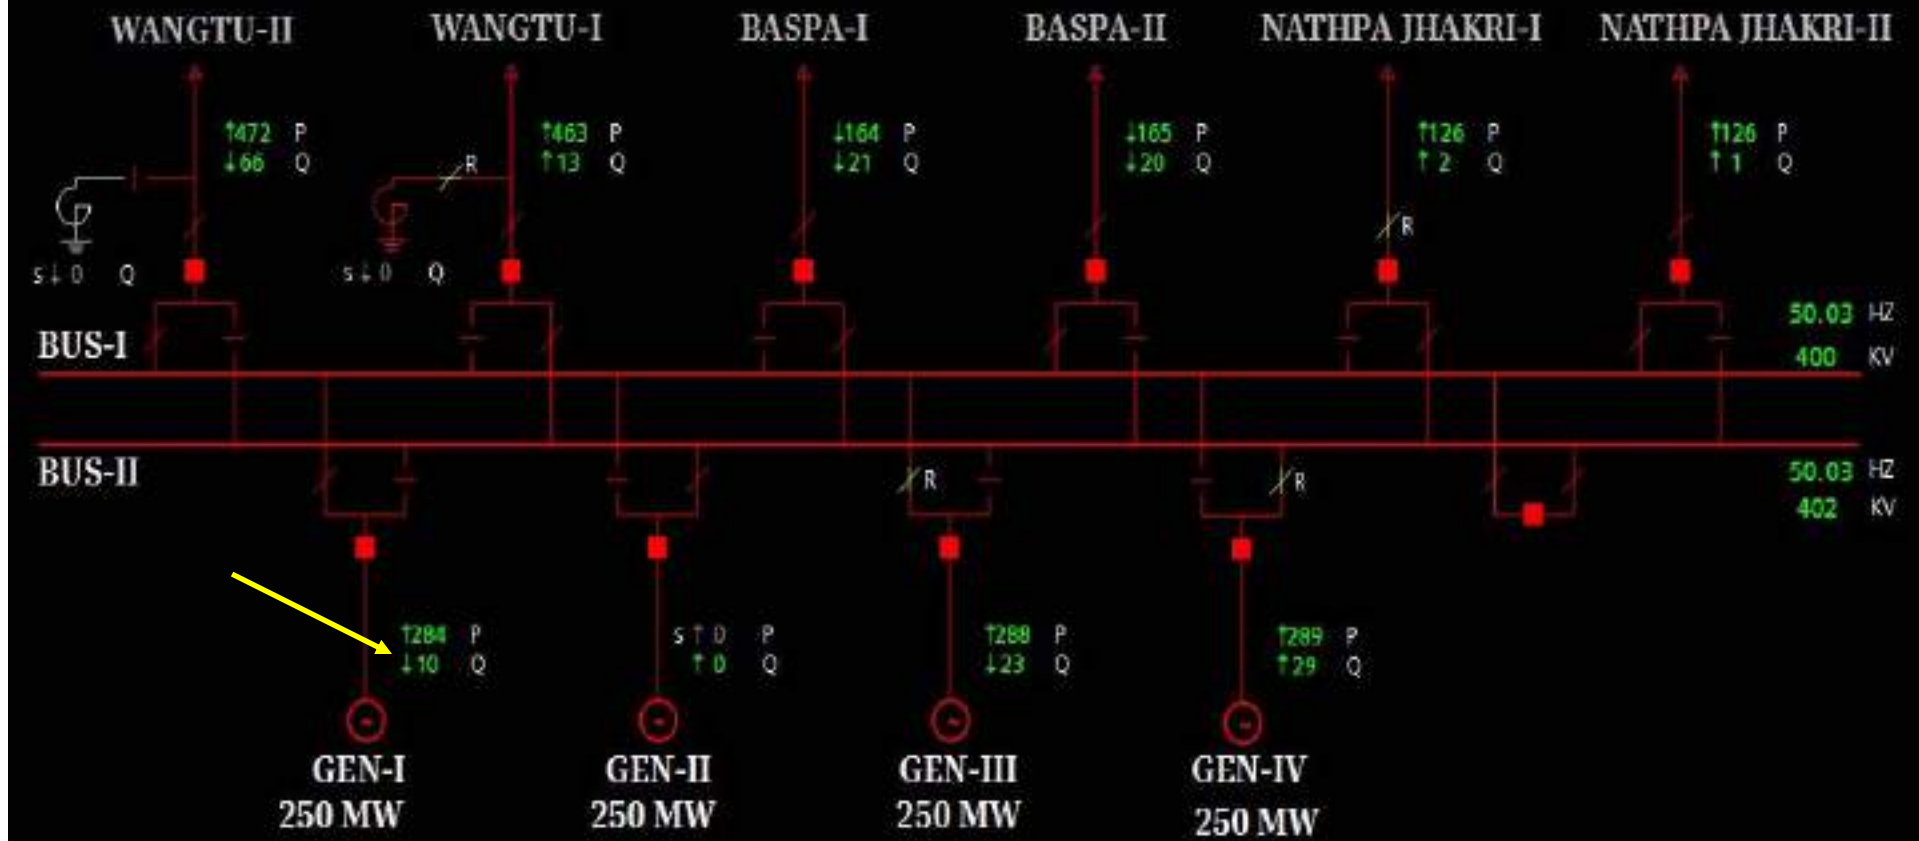 WANGTU-II WANGTU-I BASPA-I BASPA-II NATHPA JHAKRI-I NATHPA JHAKRI-II
↑472 P ↑463 P ↓164 P ↓165 P ↑126 P ↑126 P
↓66 Q ↑13 Q ↓21 Q ↓20 Q ↑2 Q ↑1 Q
R
R
s↓0 Q s↓0 Q
50.03 HZ
BUS-I
400 KV
BUS-II
50.03 HZ
R R
402 KV
↑284 P s↑0 P ↑288 P ↑289 P
↓10 Q ↑0 Q ↓23 Q ↑29 Q
GEN-I GEN-II GEN-III GEN-IV
250 MW 250 MW 250 MW 250 MW